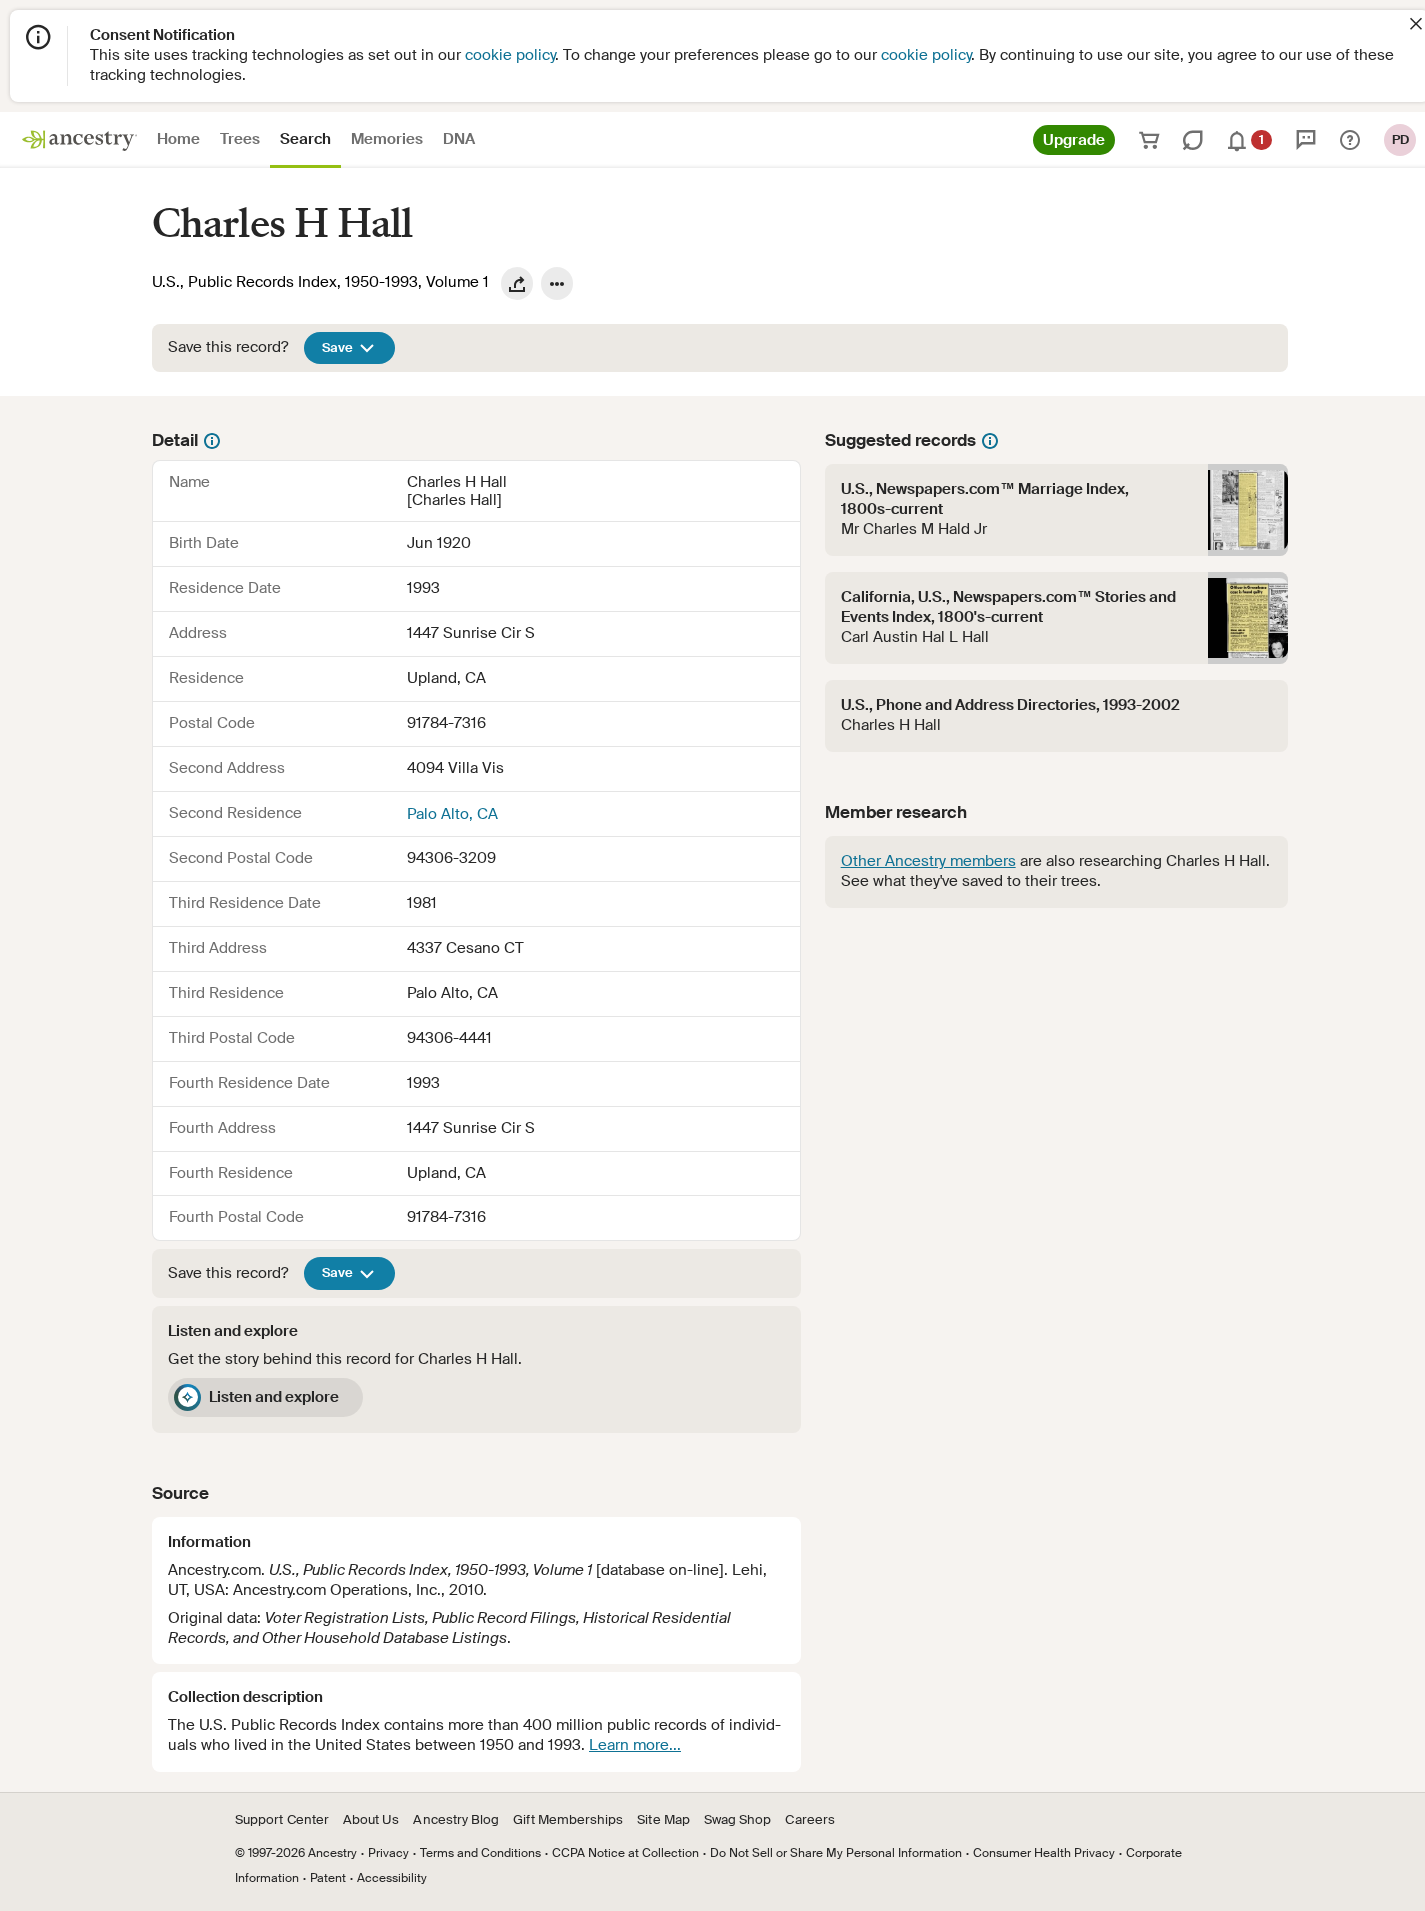 Consent Notification
This site uses tracking technologies as set out in our cookie policy. To change your preferences please go to our cookie policy. By continuing to use our site, you agree to our use of these
tracking technologies.
ancestry
Home Trees Search Memories DNA
Upgrade
1
PD
Charles H Hall
U.S., Public Records Index, 1950-1993, Volume 1
Save this record? Save
Detail
Name Charles H Hall
[Charles Hall]
Birth Date Jun 1920
Residence Date 1993
Address 1447 Sunrise Cir S
Residence Upland, CA
Postal Code 91784-7316
Second Address 4094 Villa Vis
Second Residence Palo Alto, CA
Second Postal Code 94306-3209
Third Residence Date 1981
Third Address 4337 Cesano CT
Third Residence Palo Alto, CA
Third Postal Code 94306-4441
Fourth Residence Date 1993
Fourth Address 1447 Sunrise Cir S
Fourth Residence Upland, CA
Fourth Postal Code 91784-7316
Save this record? Save
Listen and explore
Get the story behind this record for Charles H Hall.
Listen and explore
Suggested records
U.S., Newspapers.com™ Marriage Index,
1800s-current
Mr Charles M Hald Jr
California, U.S., Newspapers.com™ Stories and
Events Index, 1800's-current
Carl Austin Hal L Hall
U.S., Phone and Address Directories, 1993-2002
Charles H Hall
Member research
Other Ancestry members are also researching Charles H Hall.
See what they've saved to their trees.
Source
Information
Ancestry.com. U.S., Public Records Index, 1950-1993, Volume 1 [database on-line]. Lehi,
UT, USA: Ancestry.com Operations, Inc., 2010.
Original data: Voter Registration Lists, Public Record Filings, Historical Residential
Records, and Other Household Database Listings.
Collection description
The U.S. Public Records Index contains more than 400 million public records of individ-
uals who lived in the United States between 1950 and 1993. Learn more...
Support Center About Us Ancestry Blog Gift Memberships Site Map Swag Shop Careers
© 1997-2026 Ancestry • Privacy • Terms and Conditions • CCPA Notice at Collection • Do Not Sell or Share My Personal Information • Consumer Health Privacy • Corporate
Information • Patent • Accessibility